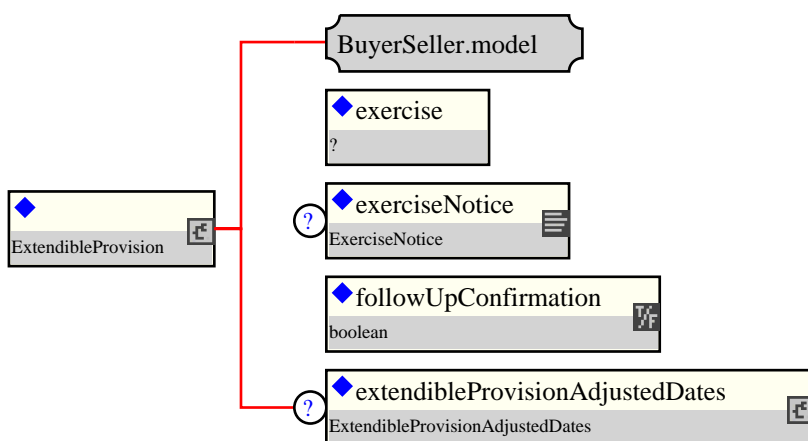 BuyerSeller.model
exercise
?
ExtendibleProvision
?
exerciseNotice
ExerciseNotice
followUpConfirmation
T/F
boolean
?
extendibleProvisionAdjustedDates
ExtendibleProvisionAdjustedDates